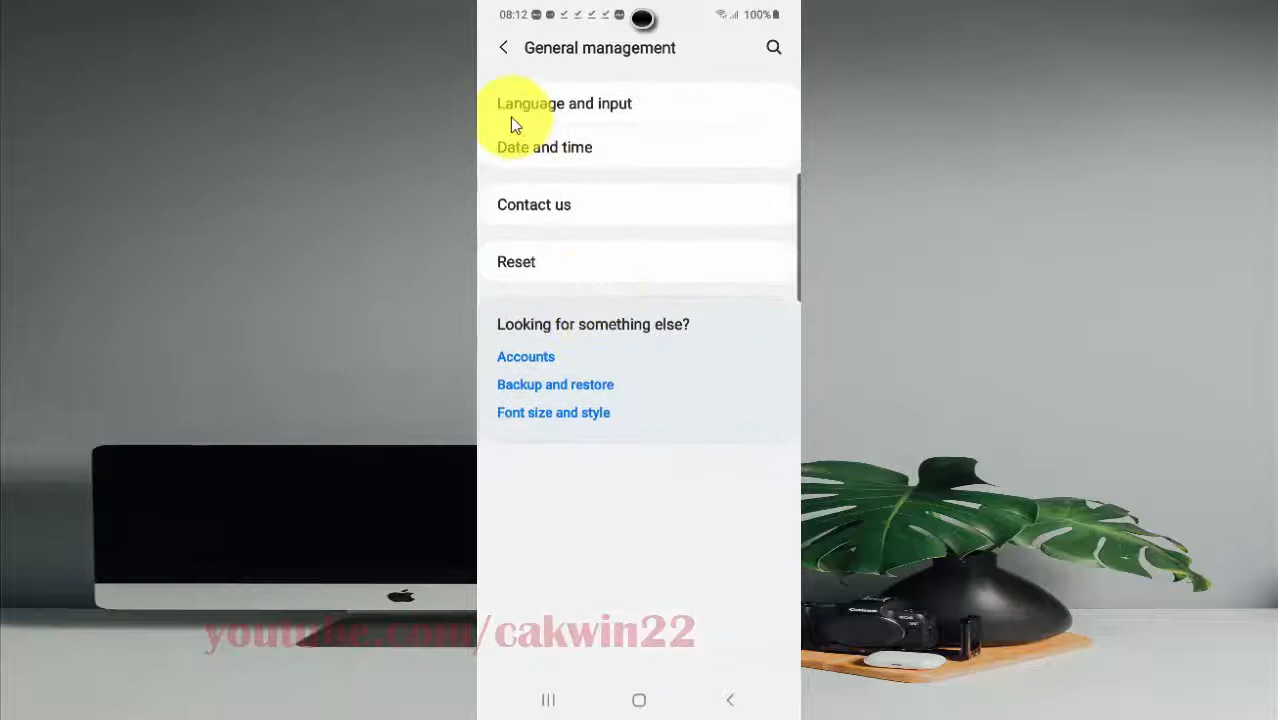 08:12 100%
General management
Language and input
Date and time
Contact us
Reset
Looking for something else?
Accounts
Backup and restore
Font size and style
youtube.com/cakwin22